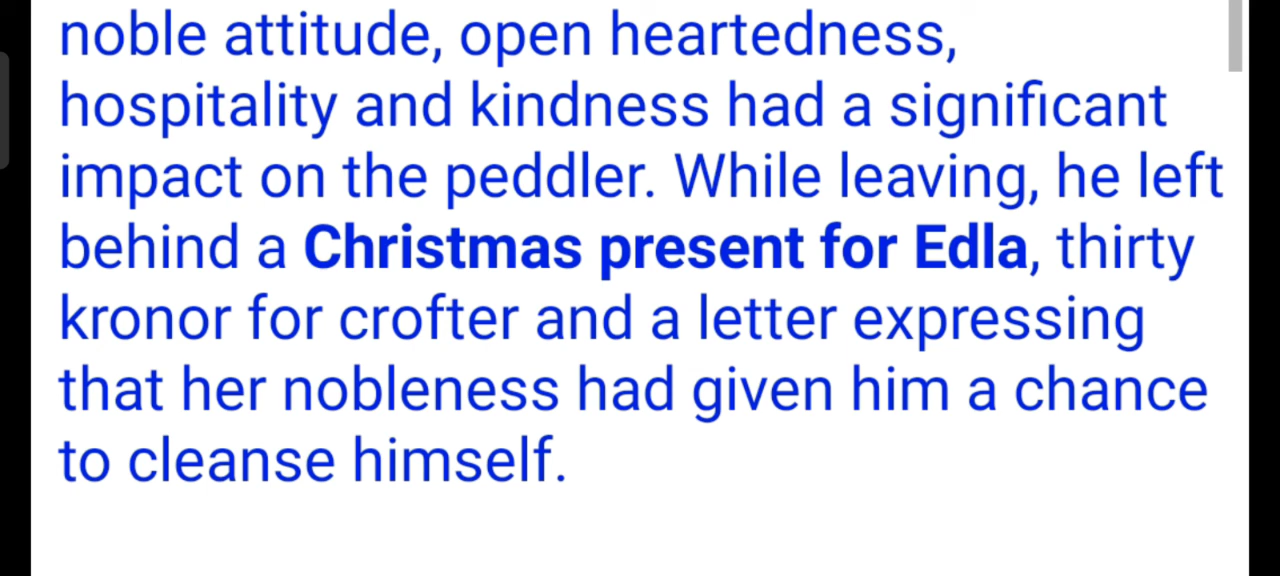 noble attitude, open heartedness,
hospitality and kindness had a significant
impact on the peddler. While leaving, he left
behind a Christmas present for Edla, thirty
kronor for crofter and a letter expressing
that her nobleness had given him a chance
to cleanse himself.